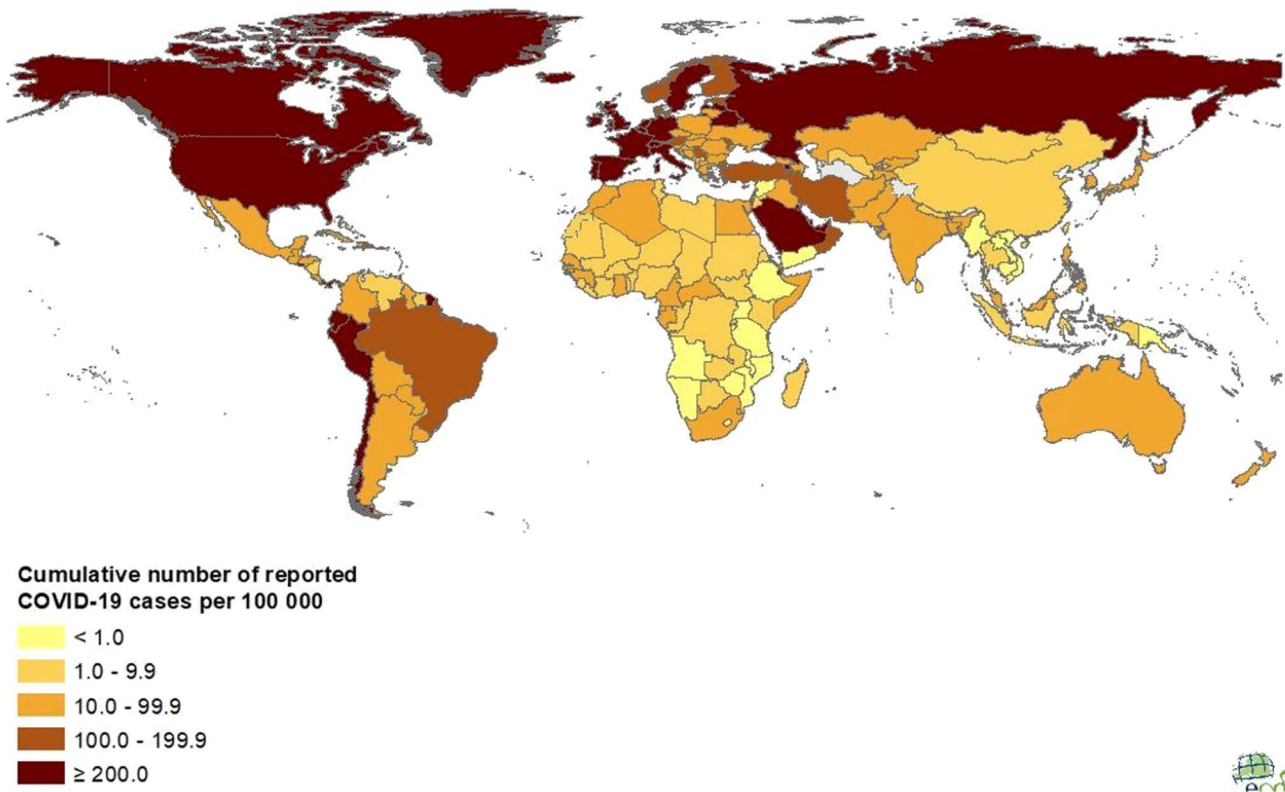 Cumulative number of reported
COVID-19 cases per 100 000
< 1.0
1.0 - 9.9
10.0 - 99.9
100.0 - 199.9
≥ 200.0